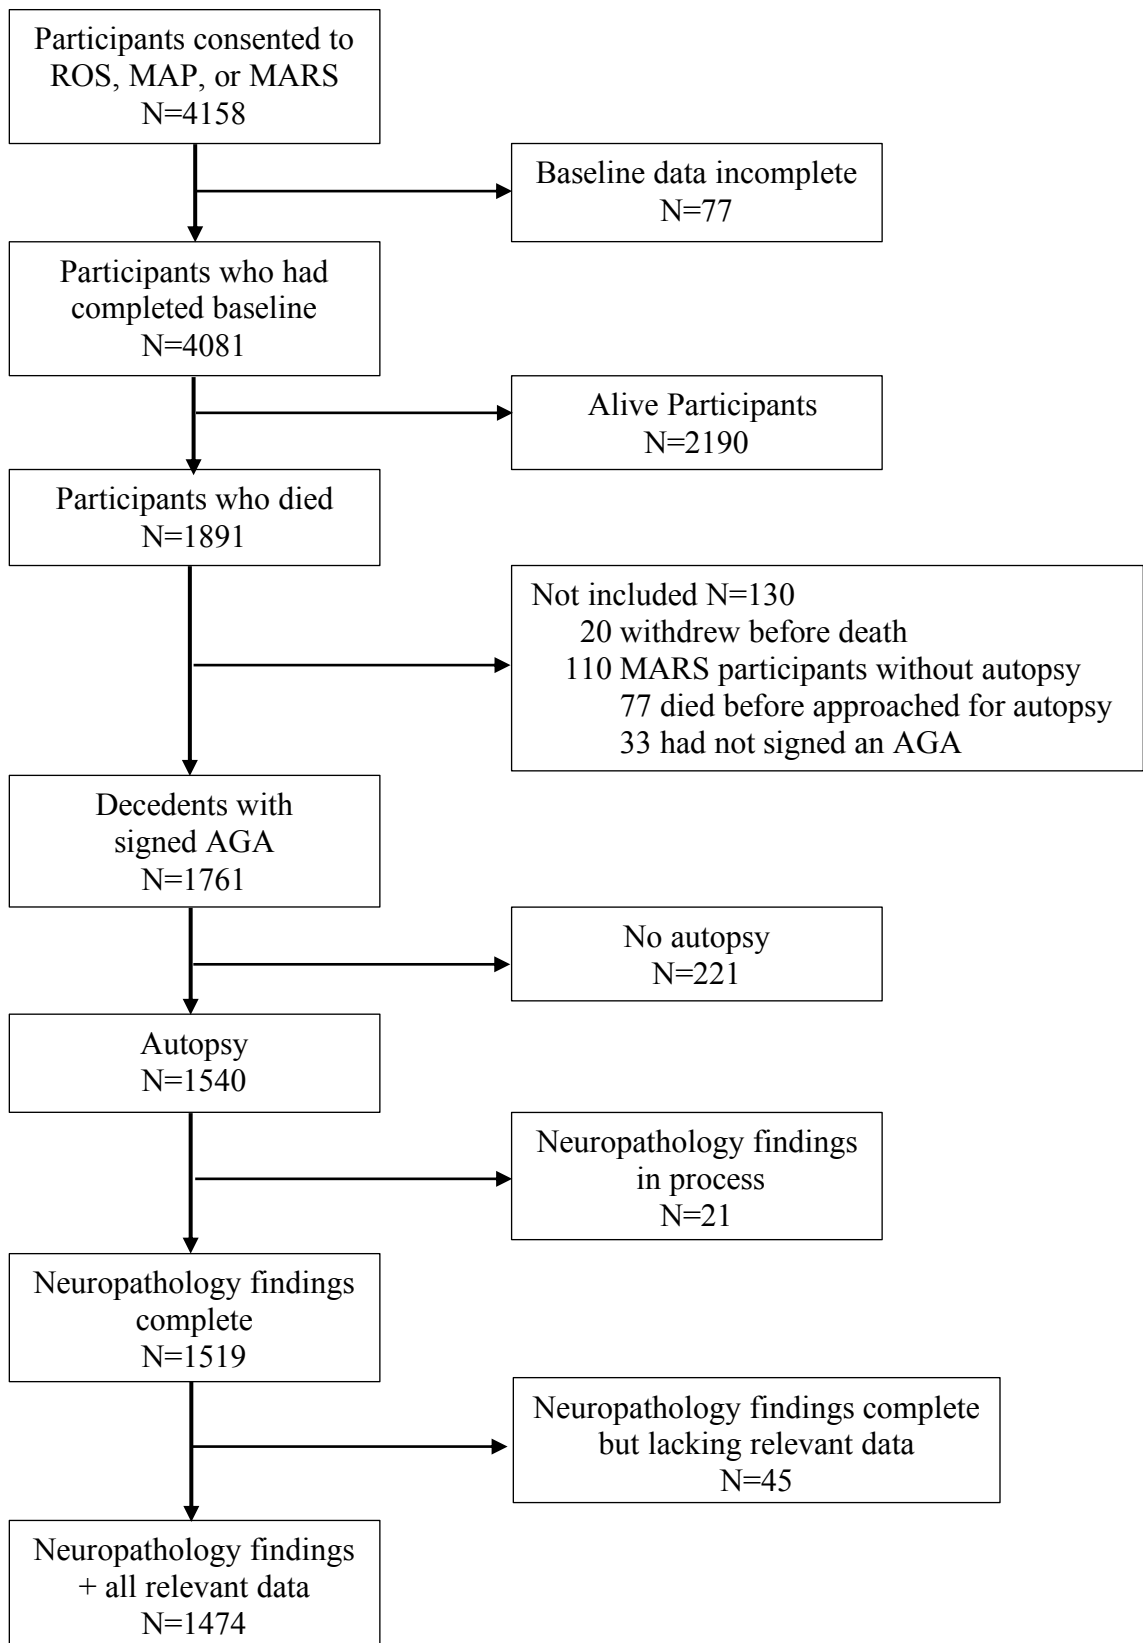 Participants consented to
ROS, MAP, or MARS
N=4158
Baseline data incomplete
N=77
Participants who had
completed baseline
N=4081
Alive Participants
N=2190
Participants who died
N=1891
Not included N=130
20 withdrew before death
110 MARS participants without autopsy
77 died before approached for autopsy
33 had not signed an AGA
Decedents with
signed AGA
N=1761
No autopsy
N=221
Autopsy
N=1540
Neuropathology findings
in process
N=21
Neuropathology findings
complete
N=1519
Neuropathology findings complete
but lacking relevant data
N=45
Neuropathology findings
+ all relevant data
N=1474